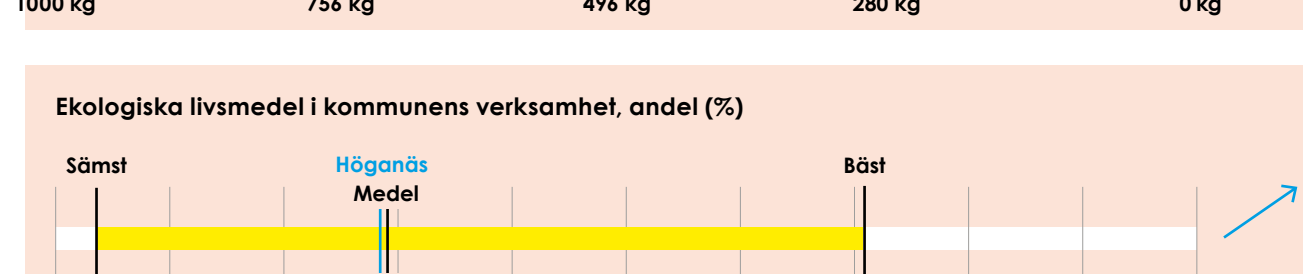 1000 kg 756 kg 496 kg 280 kg 0 kg
Ekologiska livsmedel i kommunens verksamhet, andel (%)
Sämst Höganäs Bäst
Medel